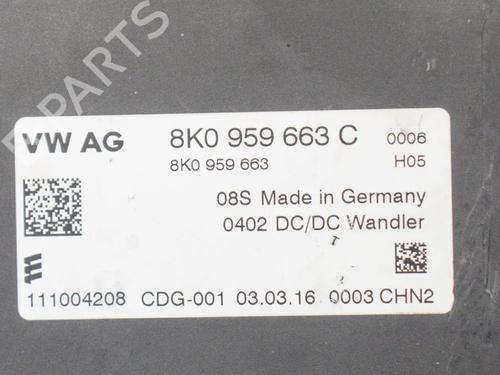 PARTS
VW AG 8K0 959 663 C 0006
8K0 959 663 H05
08S Made in Germany
0402 DC/DC Wandler
111004208 CDG-001 03.03.16 0003 CHN2